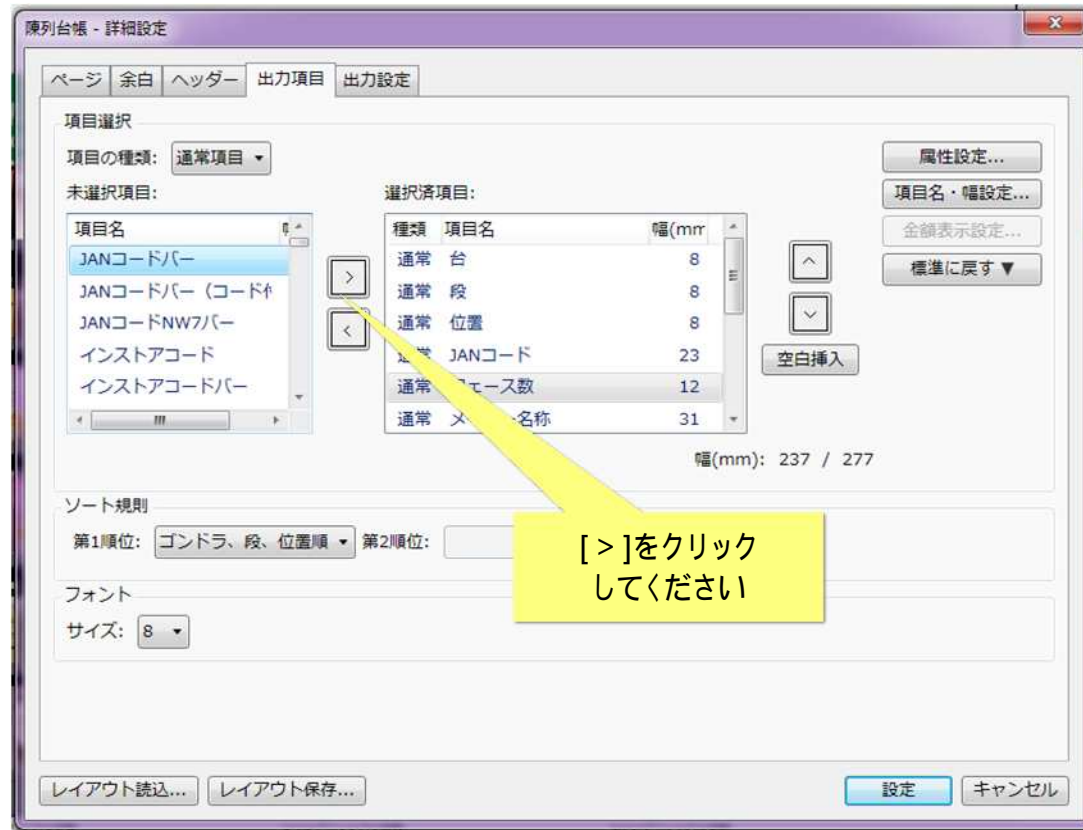 陳列台帳 - 詳細設定
ページ 余白 ヘッダー 出力項目 出力設定
項目選択
項目の種類: 通常項目
属性設定...
未選択項目:
選択済項目:
項目名・幅設定...
項目名
種類 項目名 幅(mm
金額表示設定...
JANコードバー
通常 台 8
標準に戻す ▼
JANコードバー（コード
通常 段 8
JANコードNW7バー
通常 位置 8
インストアコード
JANコード 23
空白挿入
インストアコードバー
通常 フェース数 12
通常 メーカー名称 31
幅(mm): 237 / 277
ソート規則
第1順位: ゴンドラ、段、位置順 第2順位:
[ > ]をクリック
してください
フォント
サイズ: 8
レイアウト読込... レイアウト保存... 設定 キャンセル